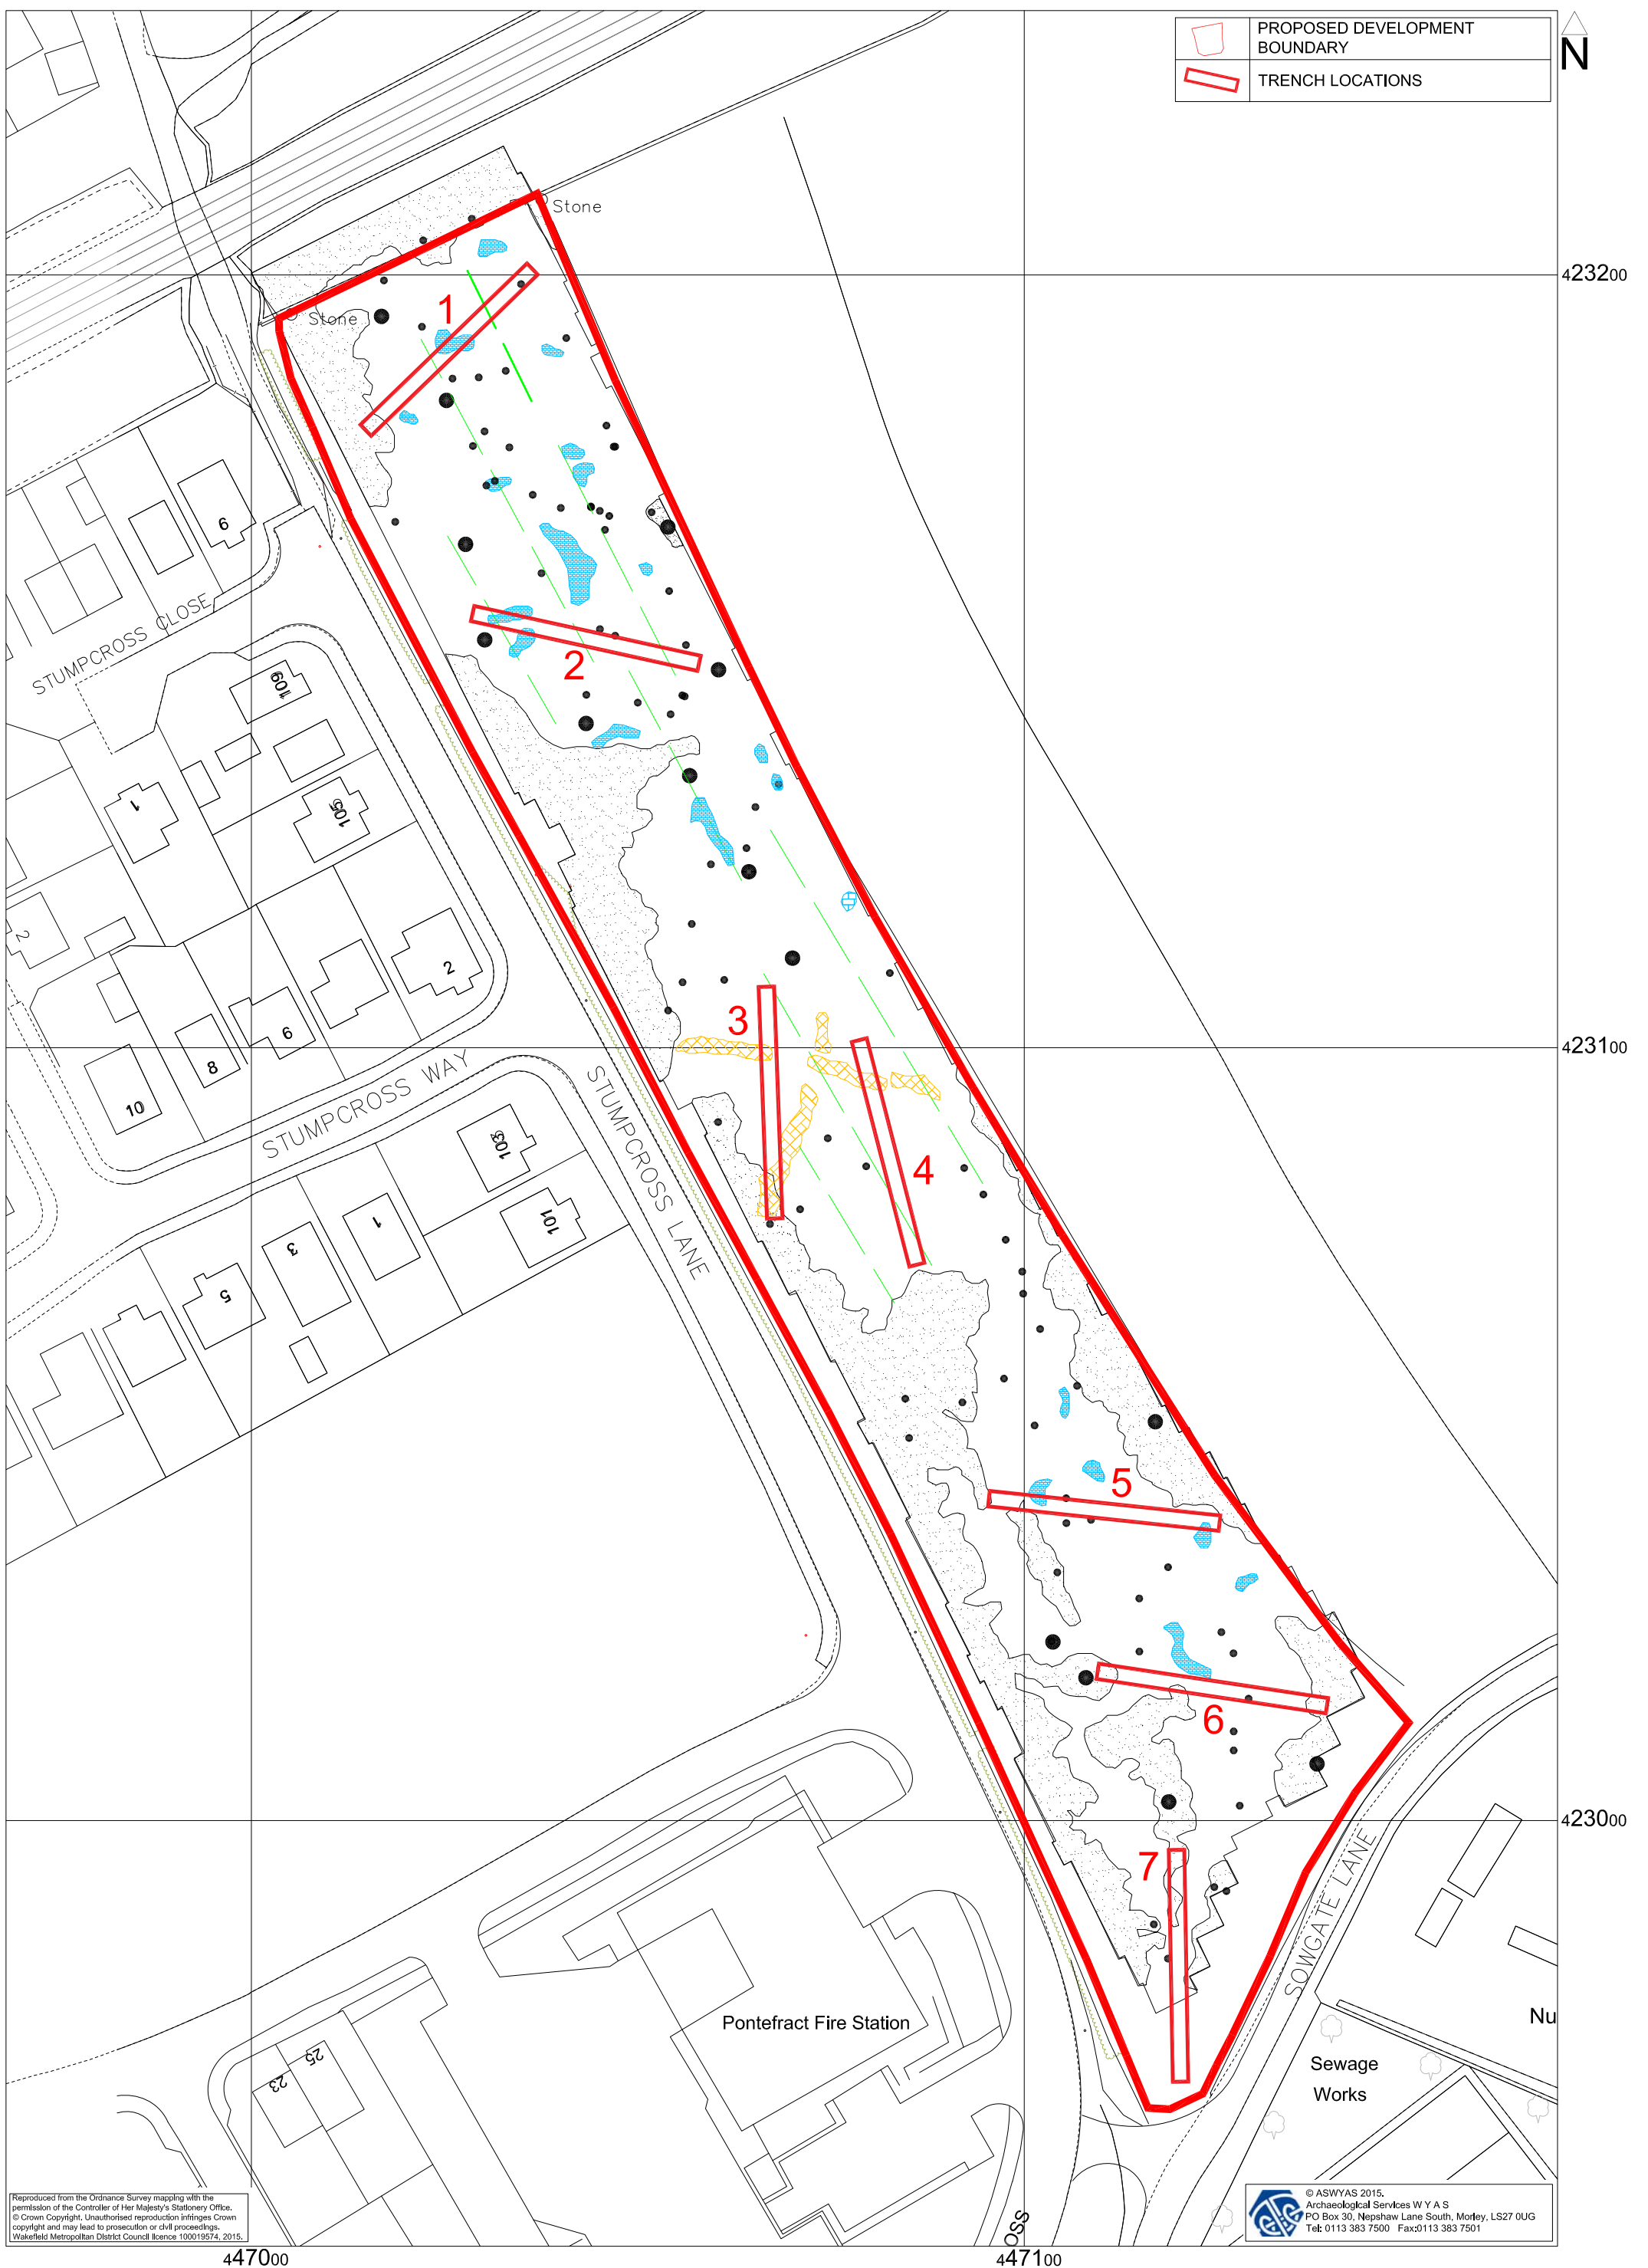 PROPOSED DEVELOPMENT
BOUNDARY
TRENCH LOCATIONS
N
Stone
423200
1
Stone
6
STUMPCROSS CLOSE
2
109
1
105
2
2
3
423100
6
8
10
STUMPCROSS WAY
103
STUMPCROSS LANE
4
101
1
3
5
5
6
423000
7
SOWGATE LANE
Pontefract Fire Station
Nu
Sewage
Works
25
23
OSS
Reproduced from the Ordnance Survey mapping with the
permission of the Controller of Her Majesty's Stationery Office.
© Crown Copyright. Unauthorised reproduction infringes Crown
copyright and may lead to prosecution or civil proceedings.
Wakefield Metropolitan District Council licence 100019574, 2015.
© ASWYAS 2015.
Archaeological Services W Y A S
PO Box 30, Nepshaw Lane South, Morley, LS27 0UG
Tel: 0113 383 7500 Fax:0113 383 7501
447000
447100